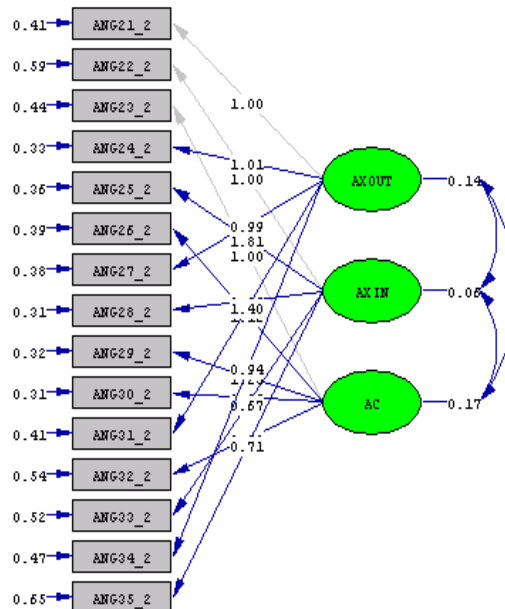 0.41 ANG21_2
0.59 ANG22_2
0.44 ANG23_2
1.00
0.33 ANG24_2
1.01
0.36 ANG25_2
1.00
AXOUT 0.14
0.39 ANG26_2
0.99
0.38 ANG27_2
1.81
1.00
0.31 ANG28_2
1.40
AXIN 0.06
0.32 ANG29_2
0.94
0.31 ANG30_2
0.67
AC 0.17
0.41 ANG31_2
0.71
0.54 ANG32_2
0.52 ANG33_2
0.47 ANG34_2
0.65 ANG35_2